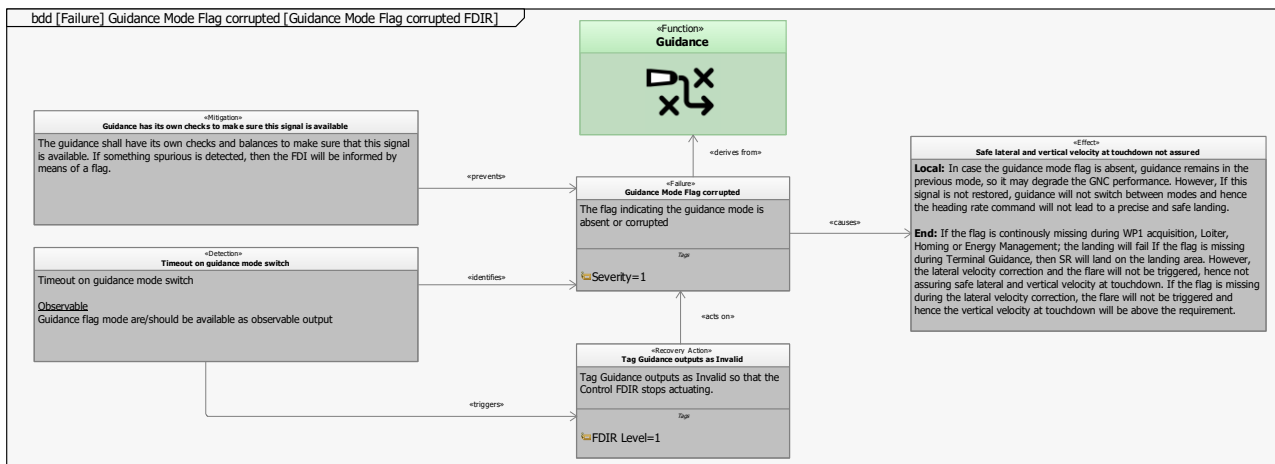 bdd [Failure] Guidance Mode Flag corrupted [Guidance Mode Flag corrupted FDIR]
«Function»
Guidance
«derives from»
«Mitigation»
Guidance has its own checks to make sure this signal is available
The guidance shall have its own checks and balances to make sure that this signal
is available. If something spurious is detected, then the FDI will be informed by
means of a flag.
«prevents»
«Failure»
Guidance Mode Flag corrupted
The flag indicating the guidance mode is
absent or corrupted
Tags
Severity=1
«causes»
«Effect»
Safe lateral and vertical velocity at touchdown not assured
Local: In case the guidance mode flag is absent, guidance remains in the
previous mode, so it may degrade the GNC performance. However, If this
signal is not restored, guidance will not switch between modes and hence
the heading rate command will not lead to a precise and safe landing.
End: If the flag is continously missing during WP1 acquisition, Loiter,
Homing or Energy Management; the landing will fail If the flag is missing
during Terminal Guidance, then SR will land on the landing area. However,
the lateral velocity correction and the flare will not be triggered, hence not
assuring safe lateral and vertical velocity at touchdown. If the flag is missing
during the lateral velocity correction, the flare will not be triggered and
hence the vertical velocity at touchdown will be above the requirement.
«Detection»
Timeout on guidance mode switch
Timeout on guidance mode switch
Observable
Guidance flag mode are/should be available as observable output
«identifies»
«acts on»
«triggers»
«Recovery Action»
Tag Guidance outputs as Invalid
Tag Guidance outputs as Invalid so that the
Control FDIR stops actuating.
Tags
FDIR Level=1